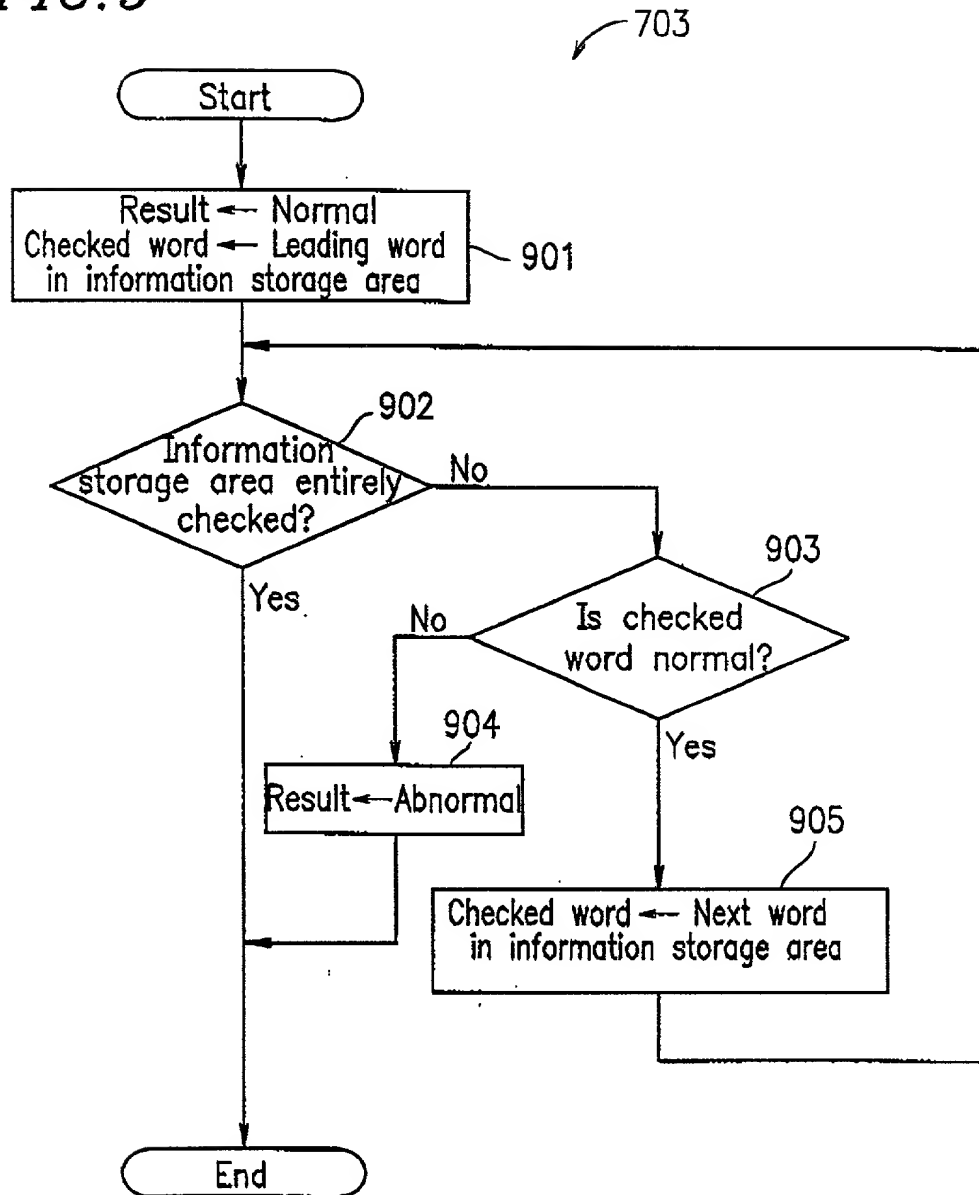 703
Start
Result ← Normal
Checked word ← Leading word
in information storage area
901
902
Information
storage area entirely
checked?
No
Yes
903
Is checked
word normal?
No
Yes
904
Result ← Abnormal
905
Checked word ← Next word
in information storage area
End